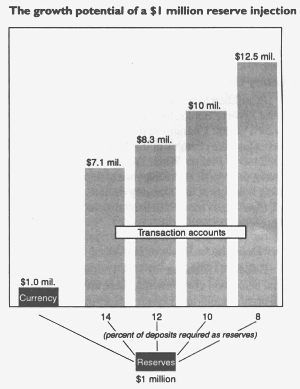 The growth potential of a $1 million reserve injection
$12.5 mil.
$10 mil.
$8.3 mil.
$7.1 mil.
Transaction accounts
$1.0 mil.
Currency
14 12 10 8
(percent of deposits required as reserves)
Reserves
$1 million